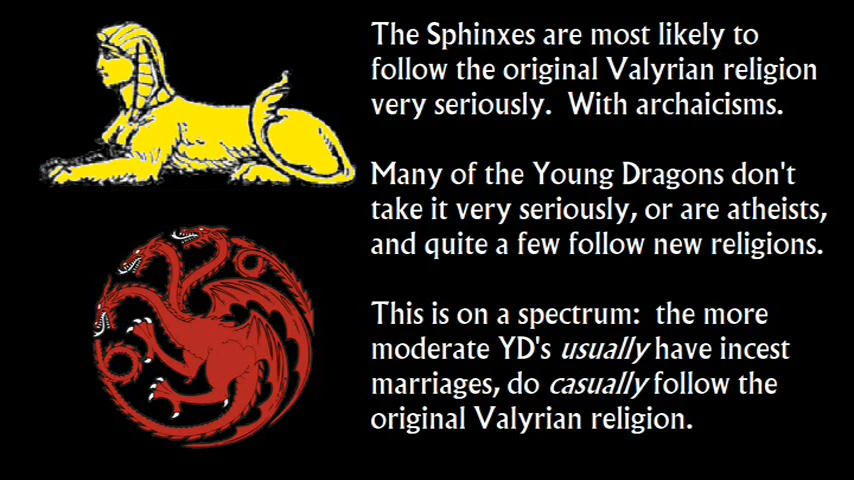 The Sphinxes are most likely to
follow the original Valyrian religion
very seriously.  With archaicisms.
Many of the Young Dragons don't
take it very seriously, or are atheists,
and quite a few follow new religions.
This is on a spectrum:  the more
moderate YD's usually have incest
marriages, do casually follow the
original Valyrian religion.